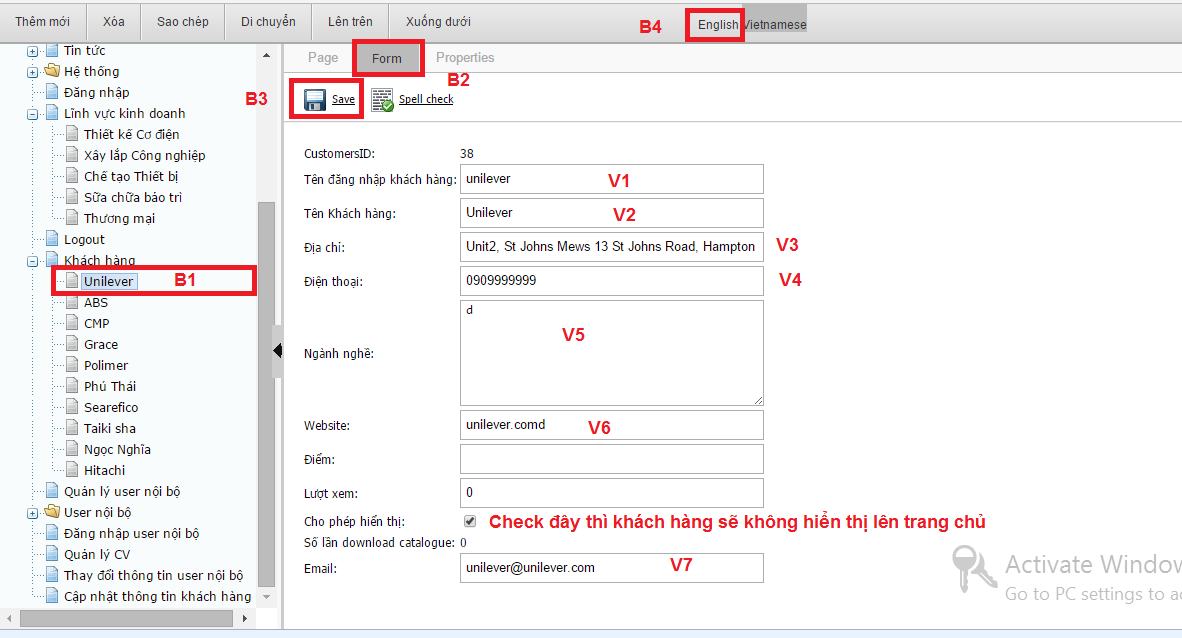 Thêm mới Xóa Sao chép Di chuyển Lên trên Xuống dưới B4 English Vietnamese
Tin tức
Hệ thống
Đăng nhập
Lĩnh vực kinh doanh
Thiết kế Cơ điện
Xây lắp Công nghiệp
Chế tạo Thiết bị
Sữa chữa bảo trì
Thương mại
Logout
Khách hàng
Unilever B1
ABS
CMP
Grace
Polimer
Phú Thái
Searefico
Taiki sha
Ngọc Nghĩa
Hitachi
Quản lý user nội bộ
User nội bộ
Đăng nhập user nội bộ
Quản lý CV
Thay đổi thông tin user nội bộ
Cập nhật thông tin khách hàng
Page Form Properties
B2
B3 Save Spell check
CustomersID: 38
Tên đăng nhập khách hàng: unilever V1
Tên Khách hàng: Unilever V2
Địa chỉ: Unit2, St Johns Mews 13 St Johns Road, Hampton V3
Điện thoại: 0909999999 V4
d
V5
Ngành nghề:
Website: unilever.comd V6
Điểm:
Lượt xem: 0
Cho phép hiển thị: Check đây thì khách hàng sẽ không hiển thị lên trang chủ
Số lần download catalogue: 0
Email: unilever@unilever.com V7
Activate Window
Go to PC settings to ac